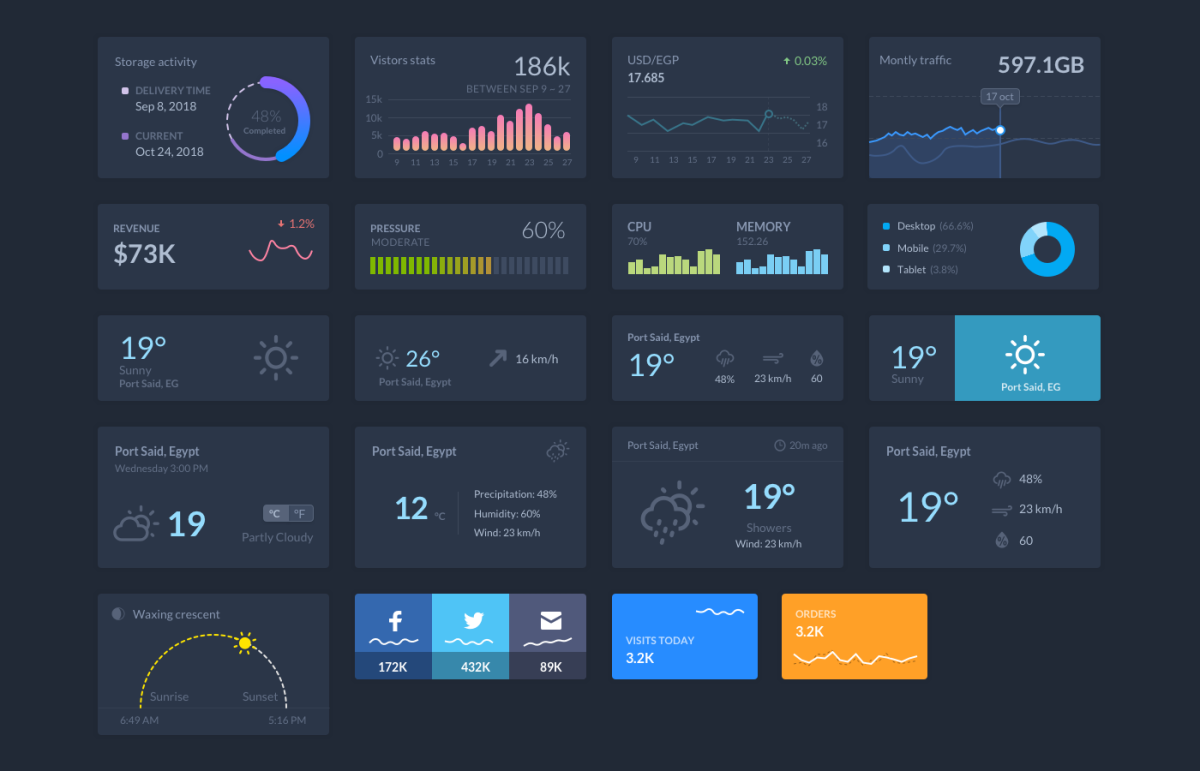 Storage activity
DELIVERY TIME
Sep 8, 2018
CURRENT
Oct 24, 2018
48%
Completed
Vistors stats
186k
BETWEEN SEP 9 – 27
15k
10k
5k
0
9 11 13 15 17 19 21 23 25 27
USD/EGP
17.685
0.03%
18
17
16
9 11 13 15 17 19 21 23 25 27
Montly traffic
597.1GB
17 oct
REVENUE
$73K
1.2%
PRESSURE
MODERATE
60%
CPU
70%
MEMORY
152.26
Desktop (66.6%)
Mobile (29.7%)
Tablet (3.8%)
19°
Sunny
Port Said, EG
26°
Port Said, Egypt
16 km/h
Port Said, Egypt
19°
48%
23 km/h
60
19°
Sunny
Port Said, EG
Port Said, Egypt
Wednesday 3:00 PM
19
°C °F
Partly Cloudy
Port Said, Egypt
12 °C
Precipitation: 48%
Humidity: 60%
Wind: 23 km/h
Port Said, Egypt
20m ago
19°
Showers
Wind: 23 km/h
Port Said, Egypt
19°
48%
23 km/h
60
Waxing crescent
Sunrise
Sunset
6:49 AM
5:16 PM
172K
432K
89K
VISITS TODAY
3.2K
ORDERS
3.2K